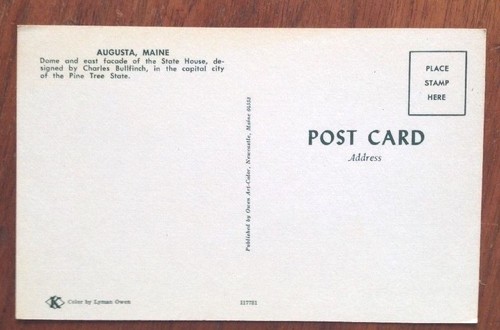 AUGUSTA, MAINE
Dome and east facade of the State House, de-
signed by Charles Bullfinch, in the capital city
of the Pine Tree State.
PLACE
STAMP
HERE
POST CARD
Address
Published by Owen Art-Color, Newcastle, Maine 04553
K
Color by Lyman Owen
117721